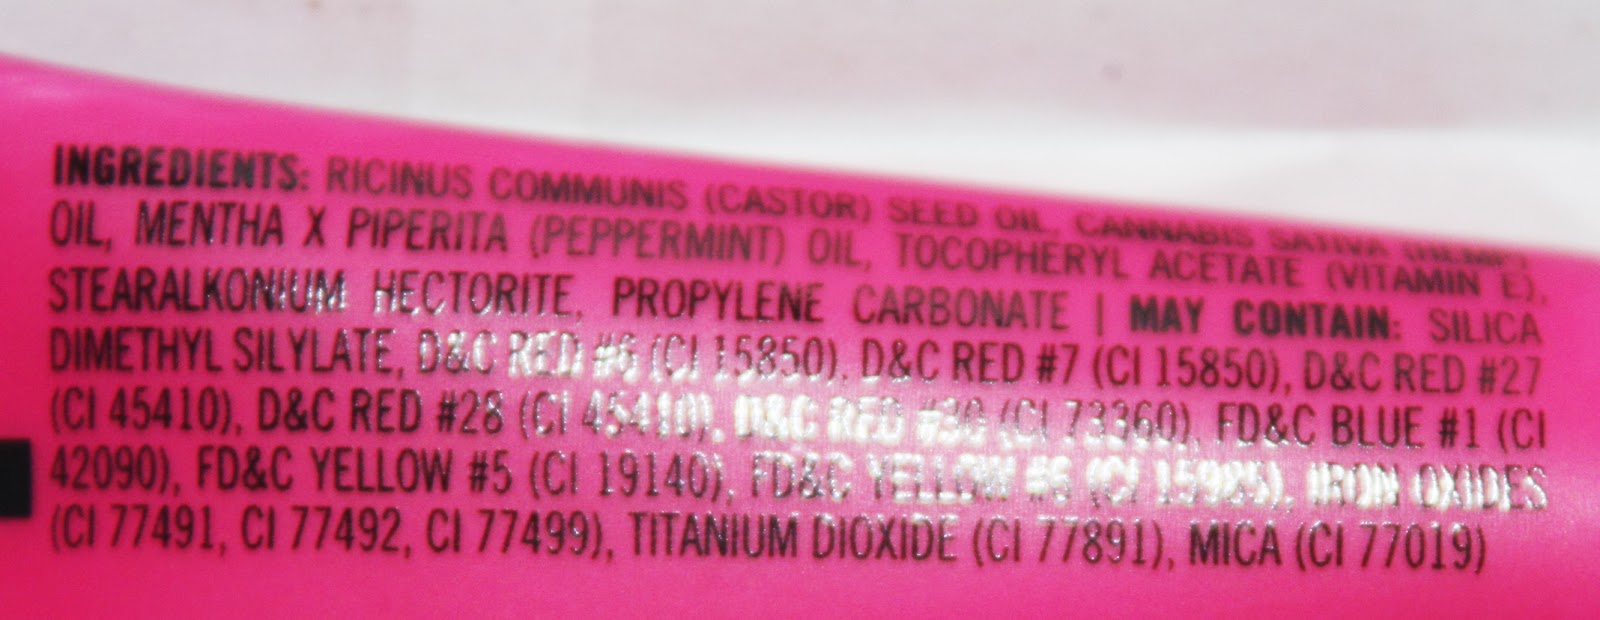 INGREDIENTS: RICINUS COMMUNIS (CASTOR) SEED OIL, CANNABIS SATIVA (HEMP)
OIL, MENTHA X PIPERITA (PEPPERMINT) OIL, TOCOPHERYL ACETATE (VITAMIN E),
STEARALKONIUM HECTORITE, PROPYLENE CARBONATE | MAY CONTAIN: SILICA
DIMETHYL SILYLATE, D&C RED #6 (CI 15850), D&C RED #7 (CI 15850), D&C RED #27
(CI 45410), D&C RED #28 (CI 45410), D&C RED #30 (CI 73360), FD&C BLUE #1 (CI
42090), FD&C YELLOW #5 (CI 19140), FD&C YELLOW #6 (CI 15985), IRON OXIDES
(CI 77491, CI 77492, CI 77499), TITANIUM DIOXIDE (CI 77891), MICA (CI 77019)